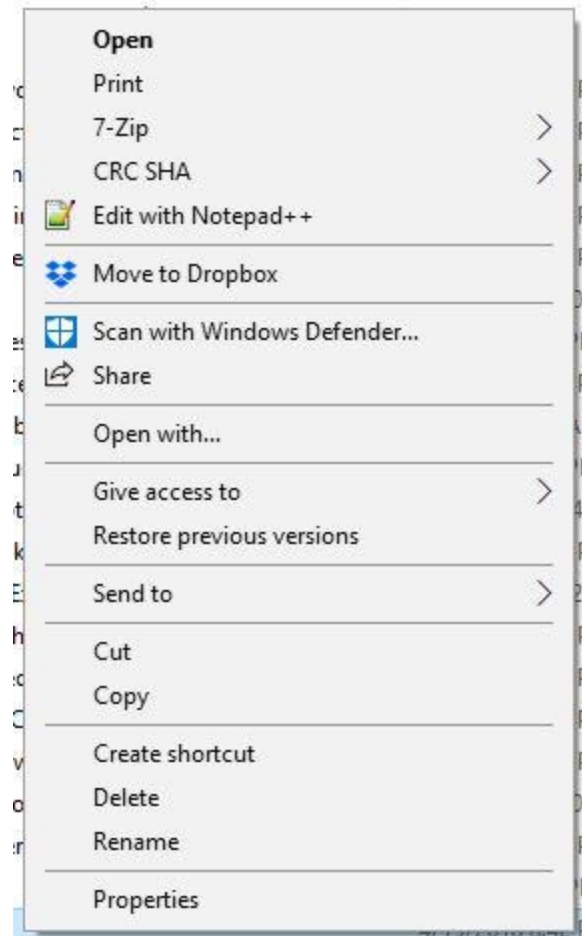 Open
Print
7-Zip
CRC SHA
Edit with Notepad++
Move to Dropbox
Scan with Windows Defender...
Share
Open with...
Give access to
Restore previous versions
Send to
Cut
Copy
Create shortcut
Delete
Rename
Properties